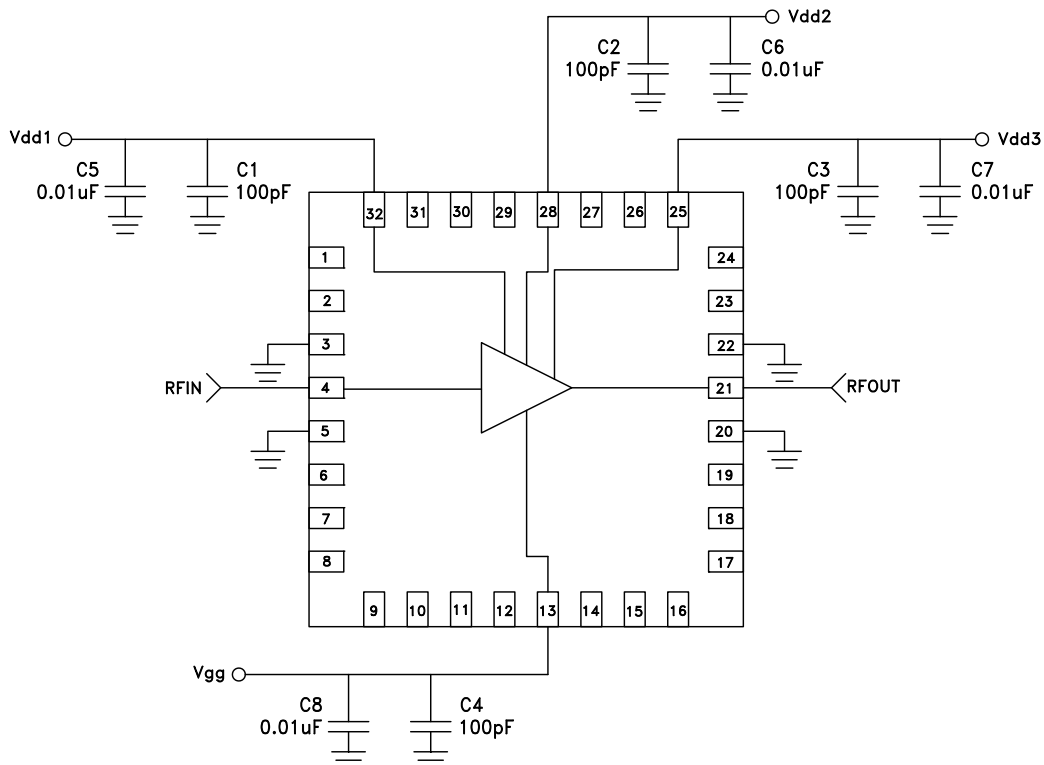 Vdd2
C2
100pF
C6
0.01uF
Vdd1
Vdd3
C5
0.01uF
C1
100pF
C3
100pF
C7
0.01uF
32 31 30 29 28 27 26 25
1
24
2
23
3
22
RFIN
4
21
RFOUT
5
20
6
19
7
18
8
17
9 10 11 12 13 14 15 16
Vgg
C8
0.01uF
C4
100pF